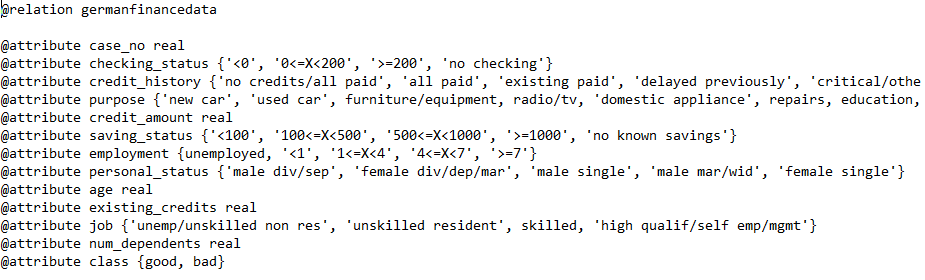 @relation germanfinancedata
@attribute case_no real
@attribute checking_status {'<0', '0<=X<200', '>=200', 'no checking'}
@attribute credit_history {'no credits/all paid', 'all paid', 'existing paid', 'delayed previously', 'critical/othe
@attribute purpose {'new car', 'used car', furniture/equipment, radio/tv, 'domestic appliance', repairs, education,
@attribute credit_amount real
@attribute saving_status {'<100', '100<=X<500', '500<=X<1000', '>=1000', 'no known savings'}
@attribute employment {unemployed, '<1', '1<=X<4', '4<=X<7', '>=7'}
@attribute personal_status {'male div/sep', 'female div/dep/mar', 'male single', 'male mar/wid', 'female single'}
@attribute age real
@attribute existing_credits real
@attribute job {'unemp/unskilled non res', 'unskilled resident', skilled, 'high qualif/self emp/mgmt'}
@attribute num_dependents real
@attribute class {good, bad}